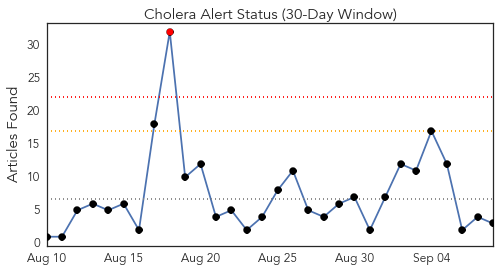 Cholera Alert Status (30-Day Window)
Articles Found
30
25
20
15
10
5
0
Aug 10 Aug 15 Aug 20 Aug 25 Aug 30 Sep 04